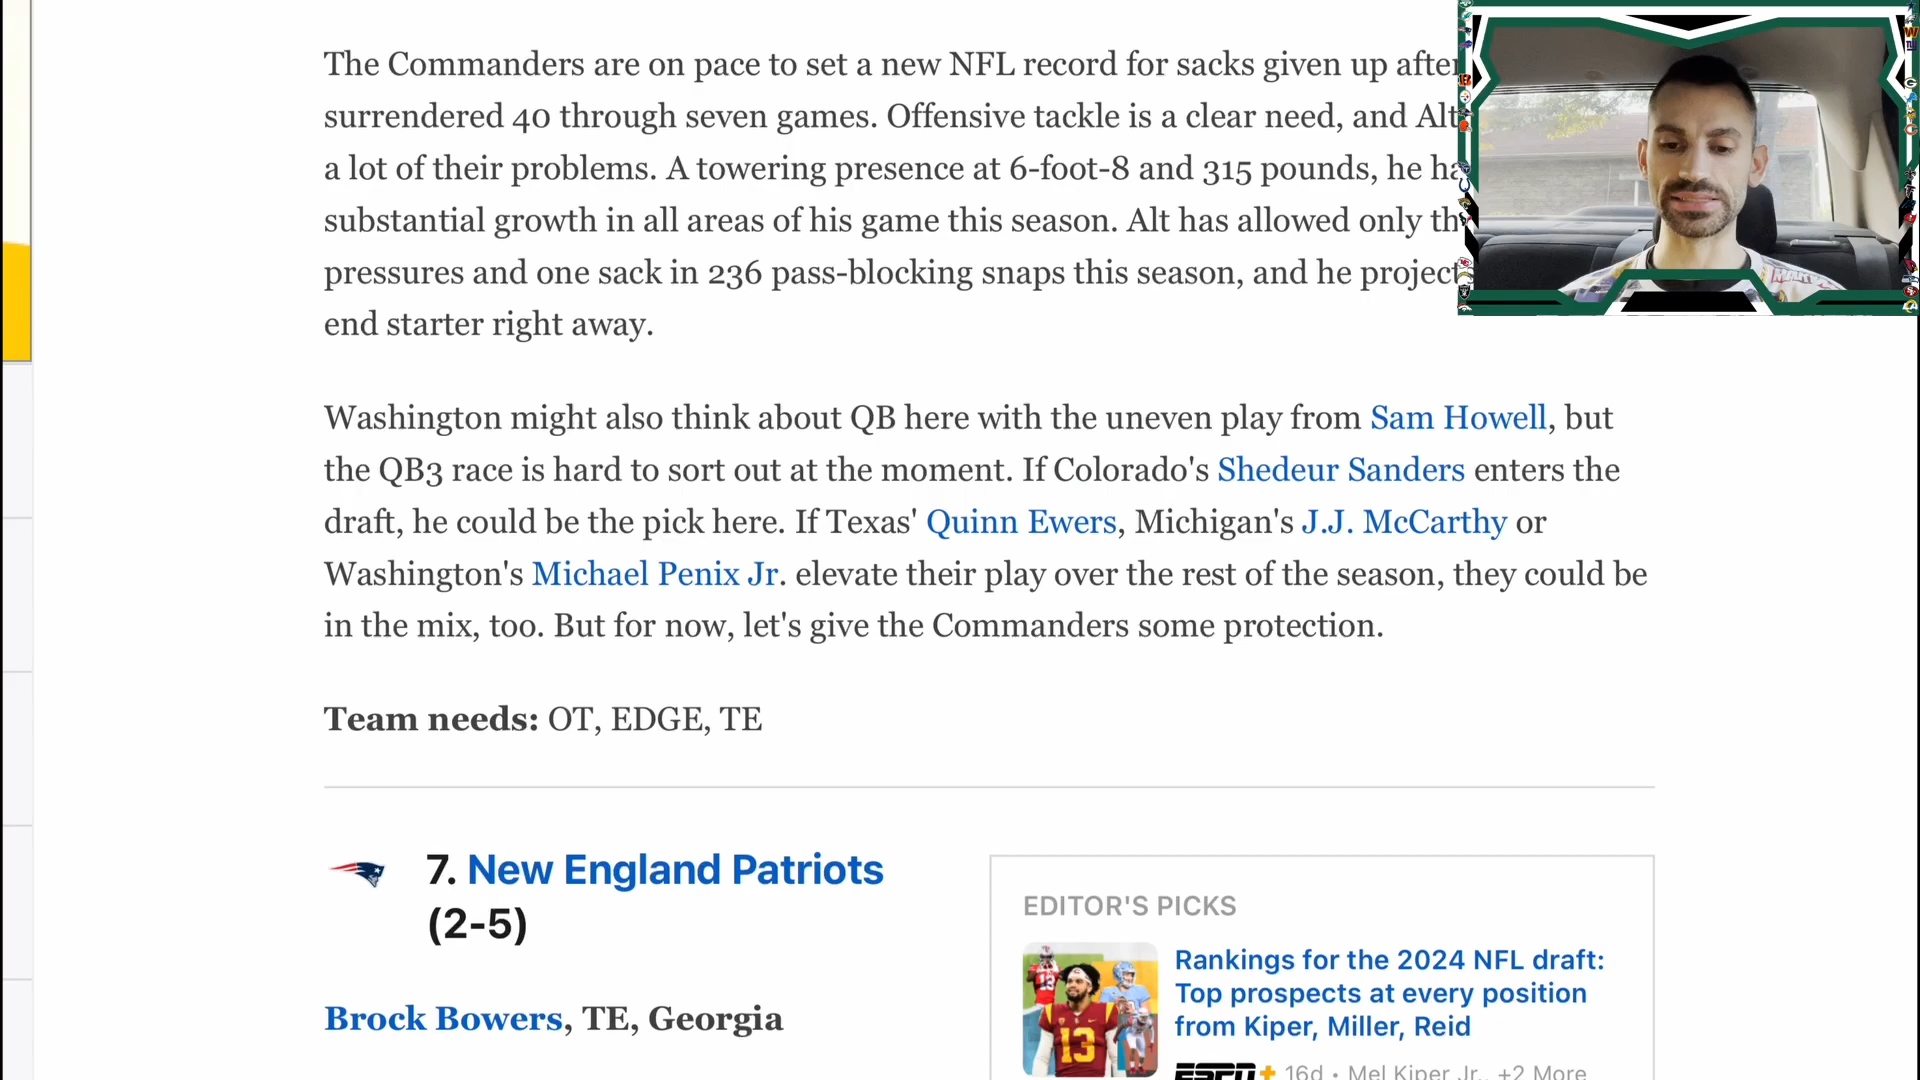 The Commanders are on pace to set a new NFL record for sacks given up after
surrendered 40 through seven games. Offensive tackle is a clear need, and Alt
a lot of their problems. A towering presence at 6-foot-8 and 315 pounds, he
substantial growth in all areas of his game this season. Alt has allowed only
pressures and one sack in 236 pass-blocking snaps this season, and he project
end starter right away.
Washington might also think about QB here with the uneven play from Sam Howell, but
the QB3 race is hard to sort out at the moment. If Colorado's Shedeur Sanders enters the
draft, he could be the pick here. If Texas' Quinn Ewers, Michigan's J.J. McCarthy or
Washington's Michael Penix Jr. elevate their play over the rest of the season, they could be
in the mix, too. But for now, let's give the Commanders some protection.
Team needs: OT, EDGE, TE
7. New England Patriots
(2-5)
Brock Bowers, TE, Georgia
EDITOR'S PICKS
Rankings for the 2024 NFL draft:
Top prospects at every position
from Kiper, Miller, Reid
13
ESPN+ 16d • Mel Kiper Jr., +2 More